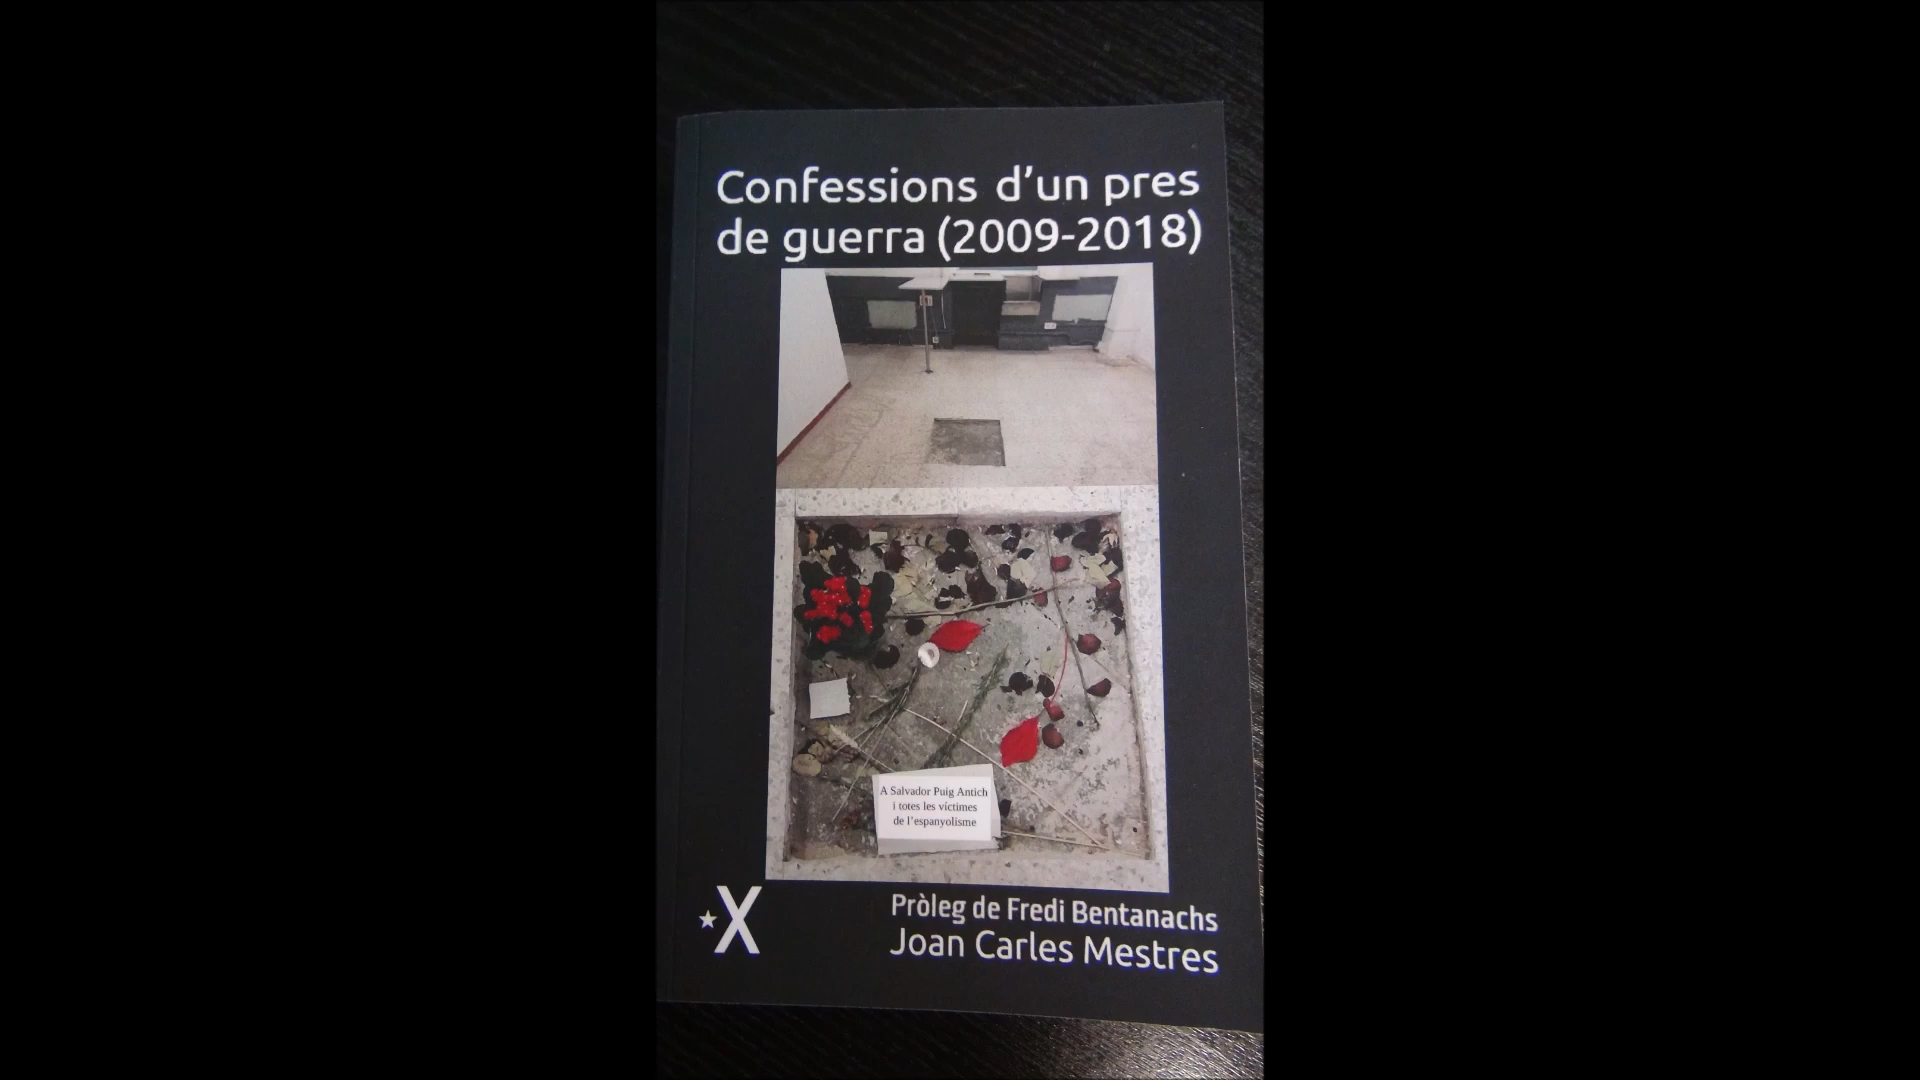 Confessions d'un pres
de guerra (2009-2018)
A Salvador Puig Antich
i totes les víctimes
de l'espanyolisme
X
Pròleg de Fredi Bentanachs
Joan Carles Mestres